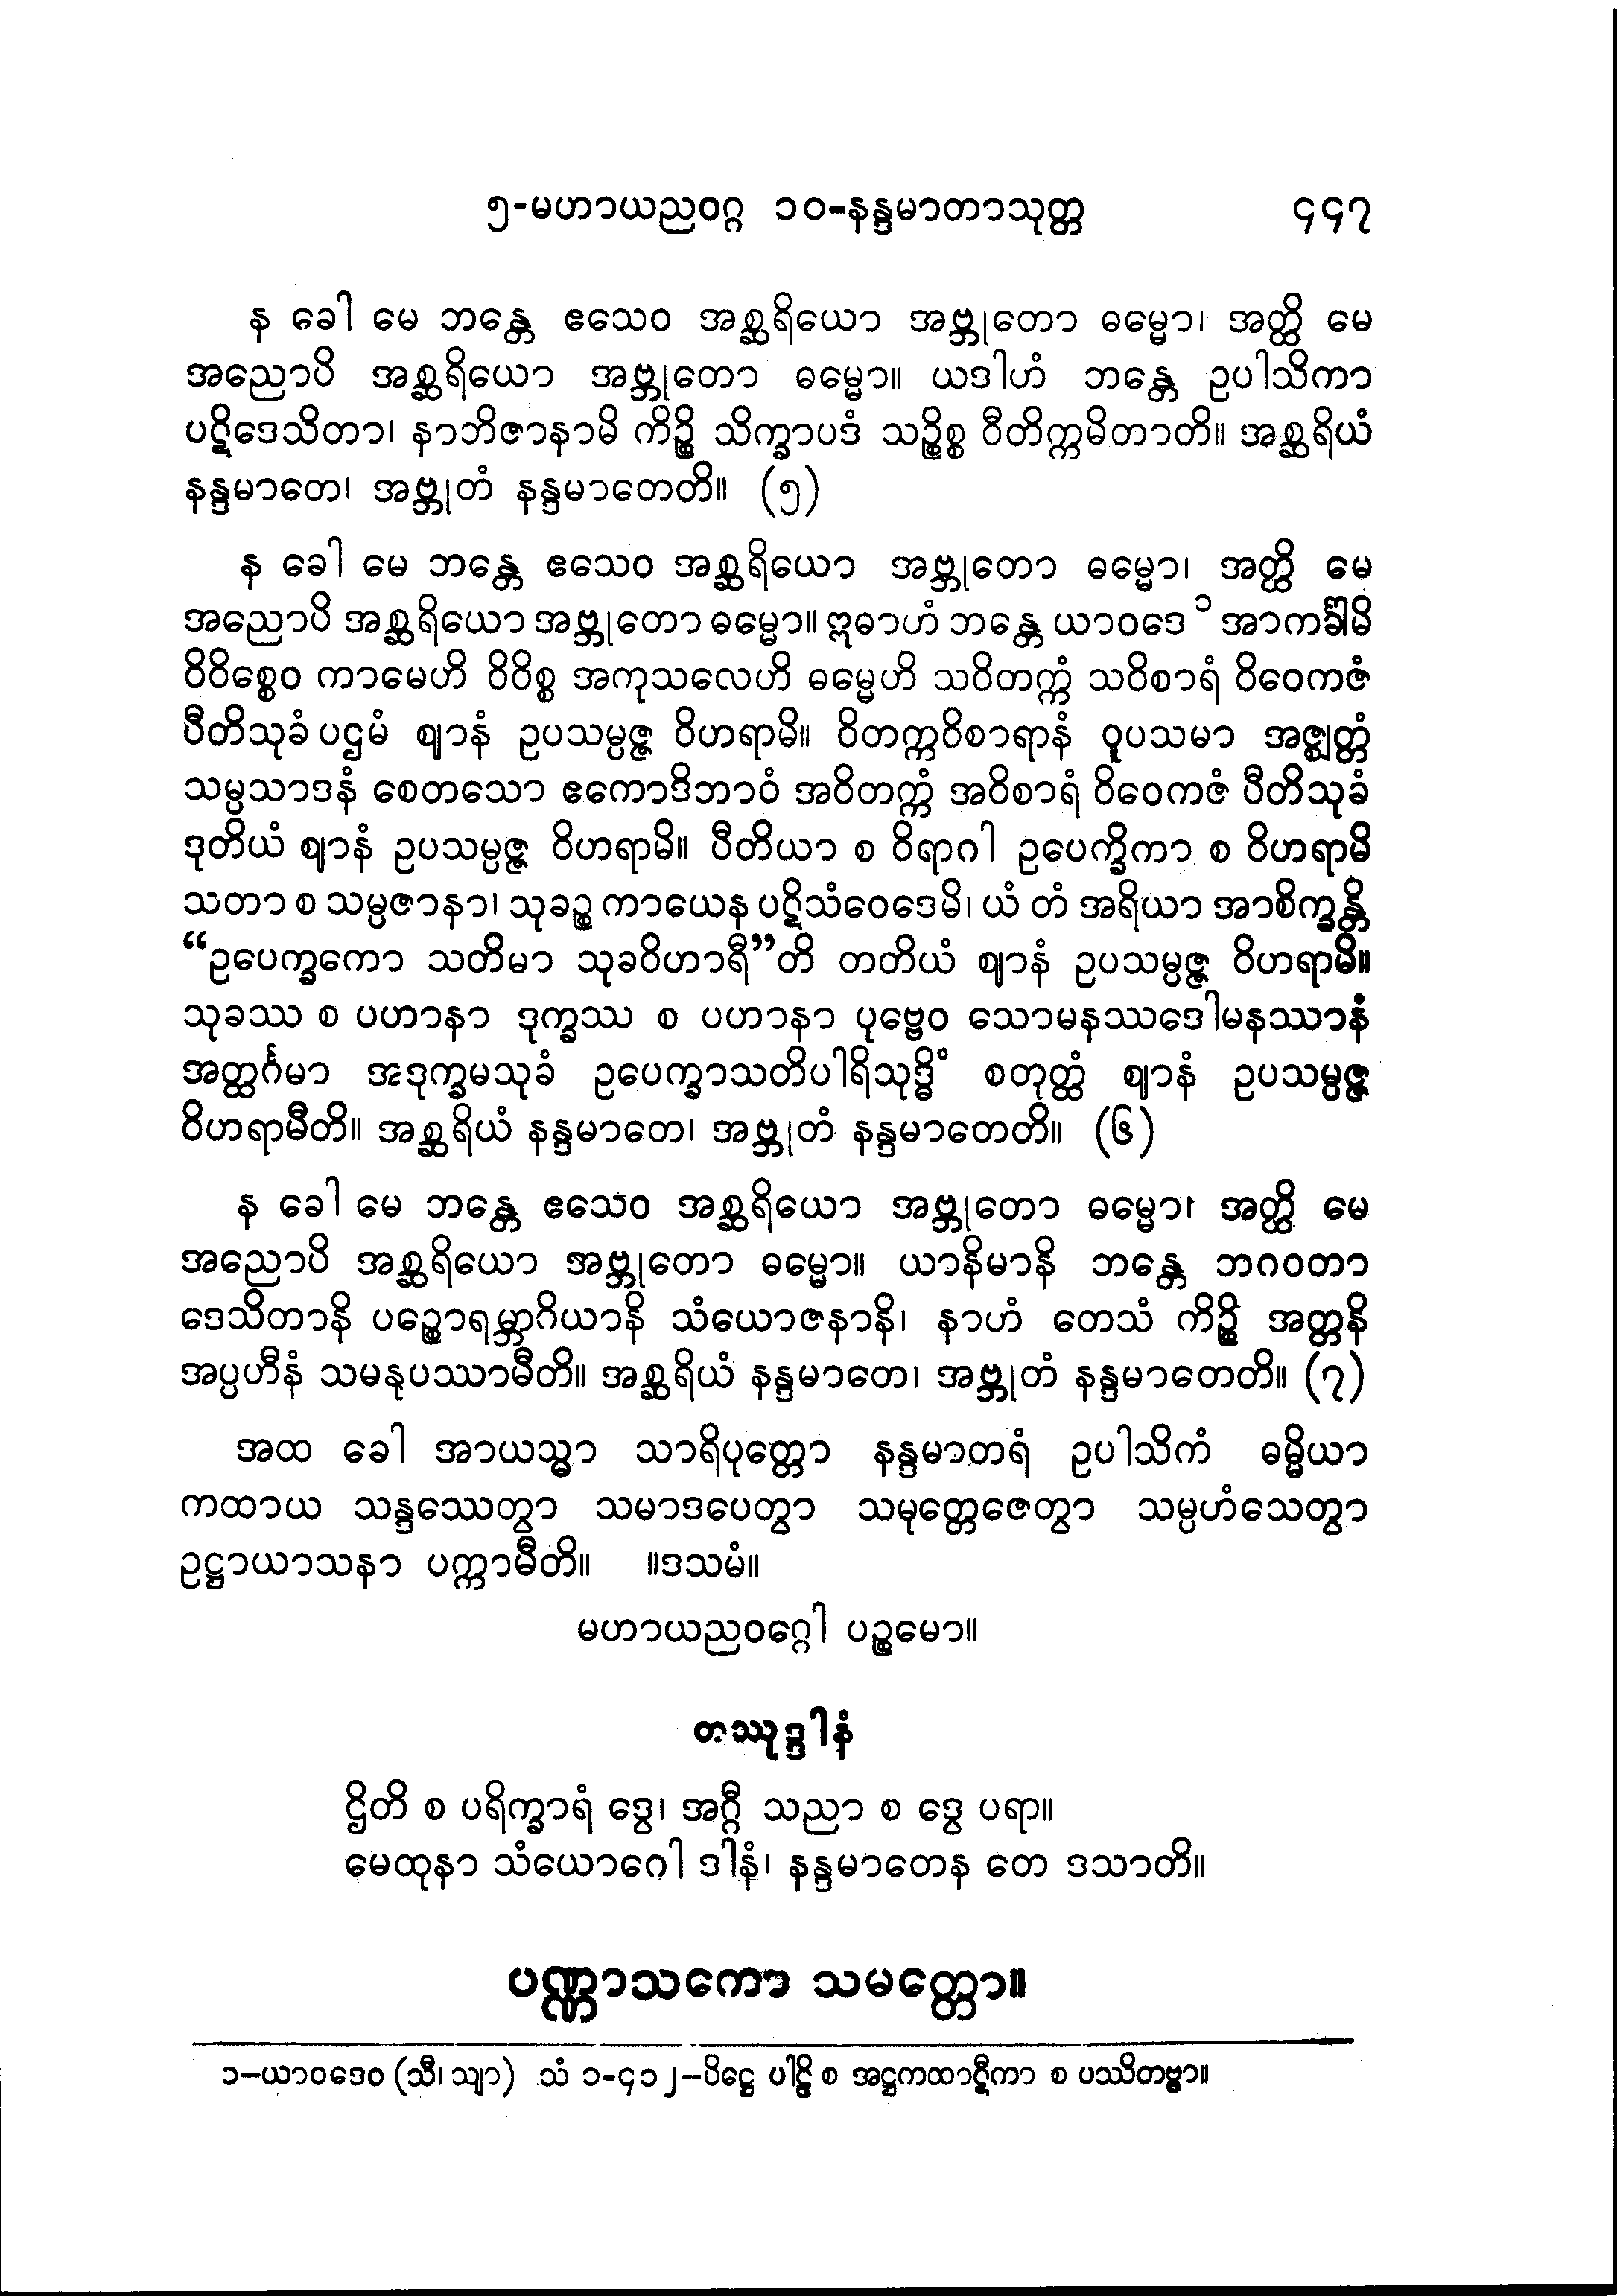 ၅-မဟာယညဝဂ္ဂ ၁၀-နန္ဒမာတာသုတ္တ ၄၄၇
န ခေါ မေ ဘန္တေ ဧသေဝ အစ္ဆရိယော အဗ္ဘုတော ဓမ္မော၊ အတ္ထိ မေ
အညောပိ အစ္ဆရိယော အဗ္ဘုတော ဓမ္မော။ ယဒါဟံ ဘန္တေ ဥပါသိကာ
ပဋိဒေသိတာ၊ နာဘိဇာနာမိ ကိဉ္စိ သိက္ခာပဒံ သဉ္စိစ္စ ဝီတိက္ကမိတာတိ။ အစ္ဆရိယံ
နန္ဒမာတေ၊ အဗ္ဘုတံ နန္ဒမာတေတိ။ (၅)
န ခေါ မေ ဘန္တေ ဧသေဝ အစ္ဆရိယော အဗ္ဘုတော ဓမ္မော၊ အတ္ထိ မေ
အညောပိ အစ္ဆရိယော အဗ္ဘုတော ဓမ္မော။ ဣဓာဟံ ဘန္တေ ယာဝဒေ ၁ အာကင်္ခါမိ
ဝိဝိစ္စေဝ ကာမေဟိ ဝိဝိစ္စ အကုသလေဟိ ဓမ္မေဟိ သဝိတက္ကံ သဝိစာရံ ဝိဝေကဇံ
ပီတိသုခံ ပဌမံ ဈာနံ ဥပသမ္ပဇ္ဇ ဝိဟရာမိ။ ဝိတက္ကဝိစာရာနံ ဝူပသမာ အဇ္ဈတ္တံ
သမ္ပသာဒနံ စေတသော ဧကောဒိဘာဝံ အဝိတက္ကံ အဝိစာရံ ဝိဝေကဇံ ပီတိသုခံ
ဒုတိယံ ဈာနံ ဥပသမ္ပဇ္ဇ ဝိဟရာမိ။ ပီတိယာ စ ဝိရာဂါ ဥပေက္ခိကာ စ ဝိဟရာမိ
သတာ စ သမ္ပဇာနာ၊ သုခဉ္စ ကာယေန ပဋိသံဝေဒေမိ၊ ယံ တံ အရိယာ အာစိက္ခန္တိ
“ဥပေက္ခကော သတိမာ သုခဝိဟာရီ”တိ တတိယံ ဈာနံ ဥပသမ္ပဇ္ဇ ဝိဟရာမိ။
သုခဿ စ ပဟာနာ ဒုက္ခဿ စ ပဟာနာ ပုဗ္ဗေဝ သောမနဿဒေါမနဿာနံ
အတ္ထင်္ဂမာ အဒုက္ခမသုခံ ဥပေက္ခာသတိပါရိသုဒ္ဓိံ စတုတ္ထံ ဈာနံ ဥပသမ္ပဇ္ဇ
ဝိဟရာမီတိ။ အစ္ဆရိယံ နန္ဒမာတေ၊ အဗ္ဘုတံ နန္ဒမာတေတိ။ (၆)
န ခေါ မေ ဘန္တေ ဧသေဝ အစ္ဆရိယော အဗ္ဘုတော ဓမ္မော၊ အတ္ထိ မေ
အညောပိ အစ္ဆရိယော အဗ္ဘုတော ဓမ္မော။ ယာနိမာနိ ဘန္တေ ဘဂဝတာ
ဒေသိတာနိ ပဉ္စောရမ္ဘာဂိယာနိ သံယောဇနာနိ၊ နာဟံ တေသံ ကိဉ္စိ အတ္တနိ
အပ္ပဟီနံ သမနုပဿာမီတိ။ အစ္ဆရိယံ နန္ဒမာတေ၊ အဗ္ဘုတံ နန္ဒမာတေတိ။ (၇)
အထ ခေါ အာယသ္မာ သာရိပုတ္တော နန္ဒမာတရံ ဥပါသိကံ ဓမ္မိယာ
ကထာယ သန္ဒဿေတွာ သမာဒပေတွာ သမုတ္တေဇေတွာ သမ္ပဟံသေတွာ
ဥဋ္ဌာယာသနာ ပက္ကာမီတိ။ ။ဒသမံ။
မဟာယညဝဂ္ဂေါ ပဉ္စမော။
တဿုဒ္ဒါနံ
ဌိတိ စ ပရိက္ခာရံ ဒွေ၊ အဂ္ဂီ သညာ စ ဒွေ ပရာ။
မေထုနာ သံယောဂေါ ဒါနံ၊ နန္ဒမာတေန တေ ဒသာတိ။
ပဏ္ဏာသကော သမတ္တော။
၁-ယာဝဒေဝ (သီ၊ သျာ) သံ ၁-၄၁၂-ပိဋ္ဌေ ပါဠိ စ အဋ္ဌကထာဋီကာ စ ပဿိတဗ္ဗာ။